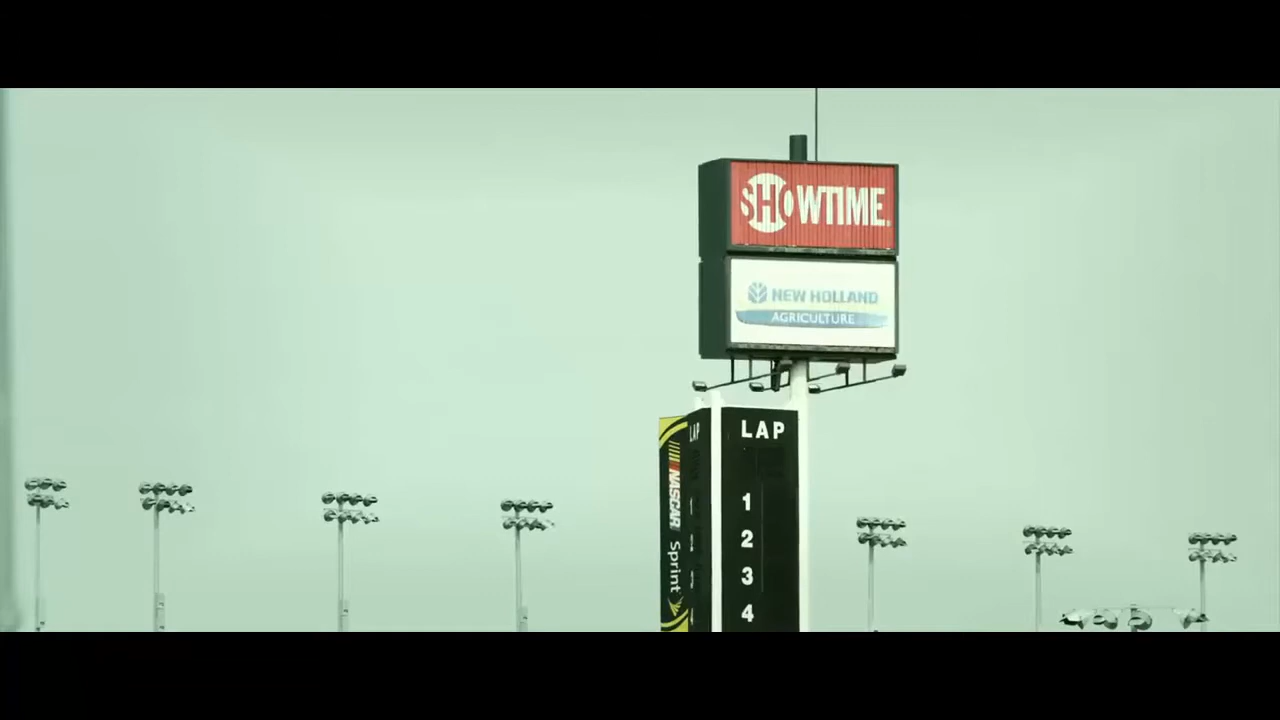 SHOWTIME.
NEW HOLLAND
AGRICULTURE
LAP
LAP
1
2
3
4
NASCAR
Sprint